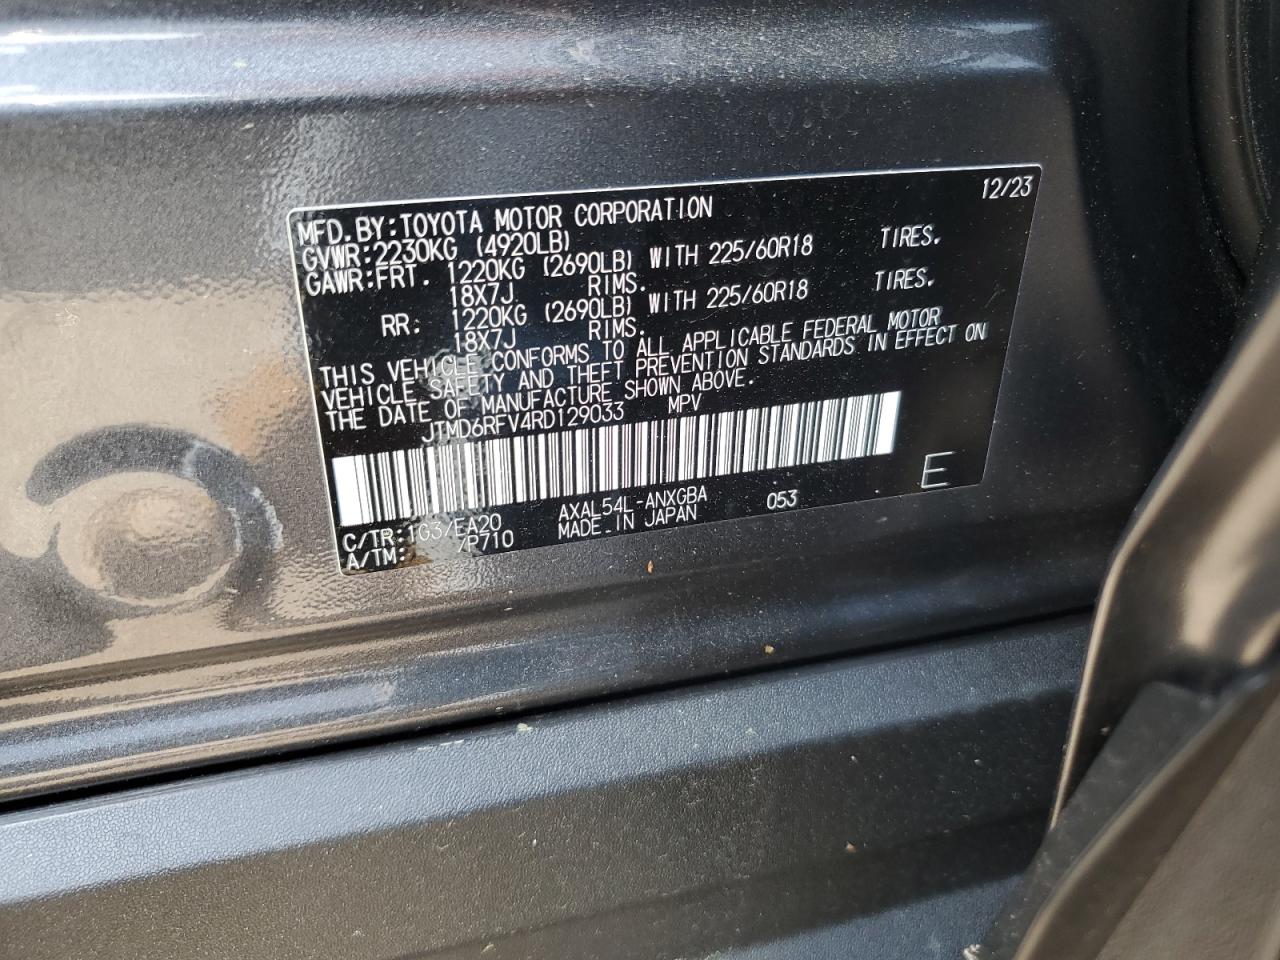 12/23
MFD.BY:TOYOTA MOTOR CORPORATION
GVWR:2230KG (4920LB)
GAWR:FRT. 1220KG (2690LB) WITH 225/60R18 TIRES.
18X7J RIMS.
RR: 1220KG (2690LB) WITH 225/60R18 TIRES.
18X7J RIMS.
THIS VEHICLE CONFORMS TO ALL APPLICABLE FEDERAL MOTOR
VEHICLE SAFETY AND THEFT PREVENTION STANDARDS IN EFFECT ON
THE DATE OF MANUFACTURE SHOWN ABOVE.
JTMD6RFV4RD129033 MPV
C/TR:1G3/EA20 AXAL54L-ANXGBA 053 E
A/TM: /P710 MADE IN JAPAN